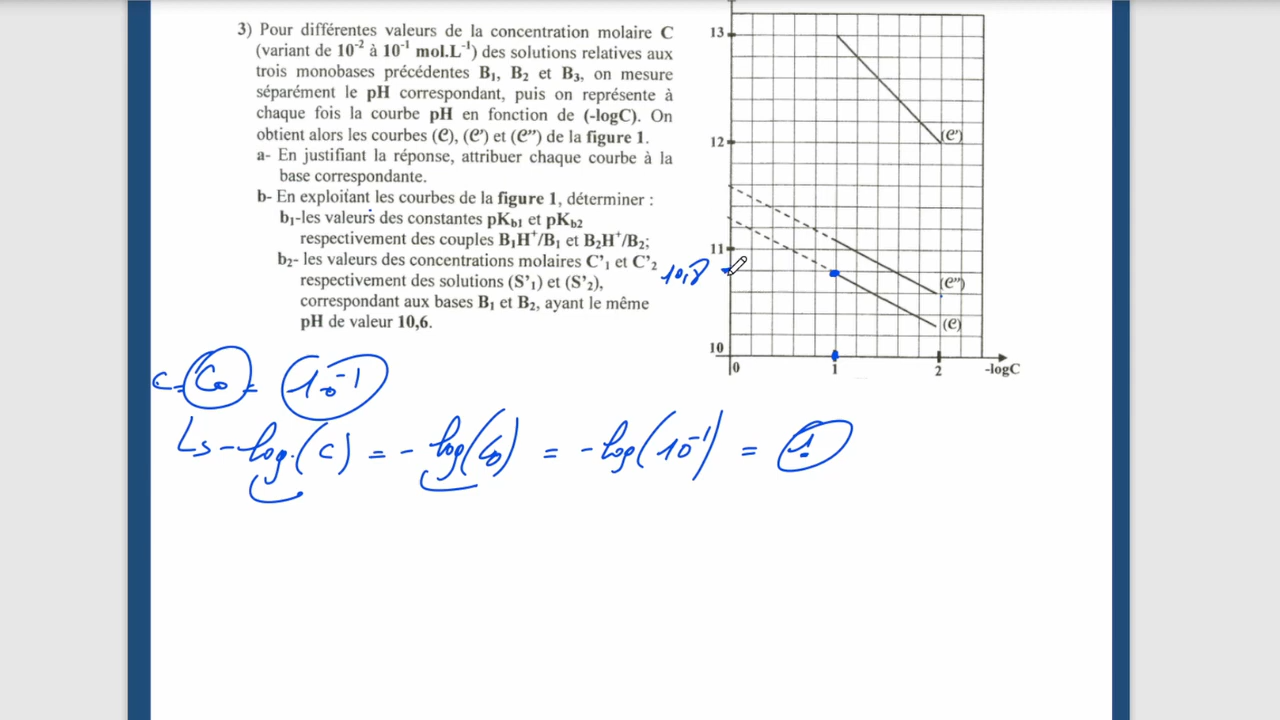 3) Pour différentes valeurs de la concentration molaire C
(variant de 10⁻² à 10⁻¹ mol.L⁻¹) des solutions relatives aux
trois monobases précédentes B₁, B₂ et B₃, on mesure
séparément le pH correspondant, puis on représente à
chaque fois la courbe pH en fonction de (-logC). On
obtient alors les courbes (C), (C') et (C'') de la figure 1.
a- En justifiant la réponse, attribuer chaque courbe à la
base correspondante.
b- En exploitant les courbes de la figure 1, déterminer :
b₁-les valeurs des constantes pKb1 et pKb2
respectivement des couples B₁H⁺/B₁ et B₂H⁺/B₂;
b₂- les valeurs des concentrations molaires C'₁ et C'₂
respectivement des solutions (S'₁) et (S'₂),
correspondant aux bases B₁ et B₂, ayant le même
pH de valeur 10,6.
13
12
(C')
11
10,8
(C'')
(C)
10
0
1
2
-logC
C = C₀ = 10⁻¹
↳ -log(C) = -log(C₀) = -log(10⁻¹) = 1